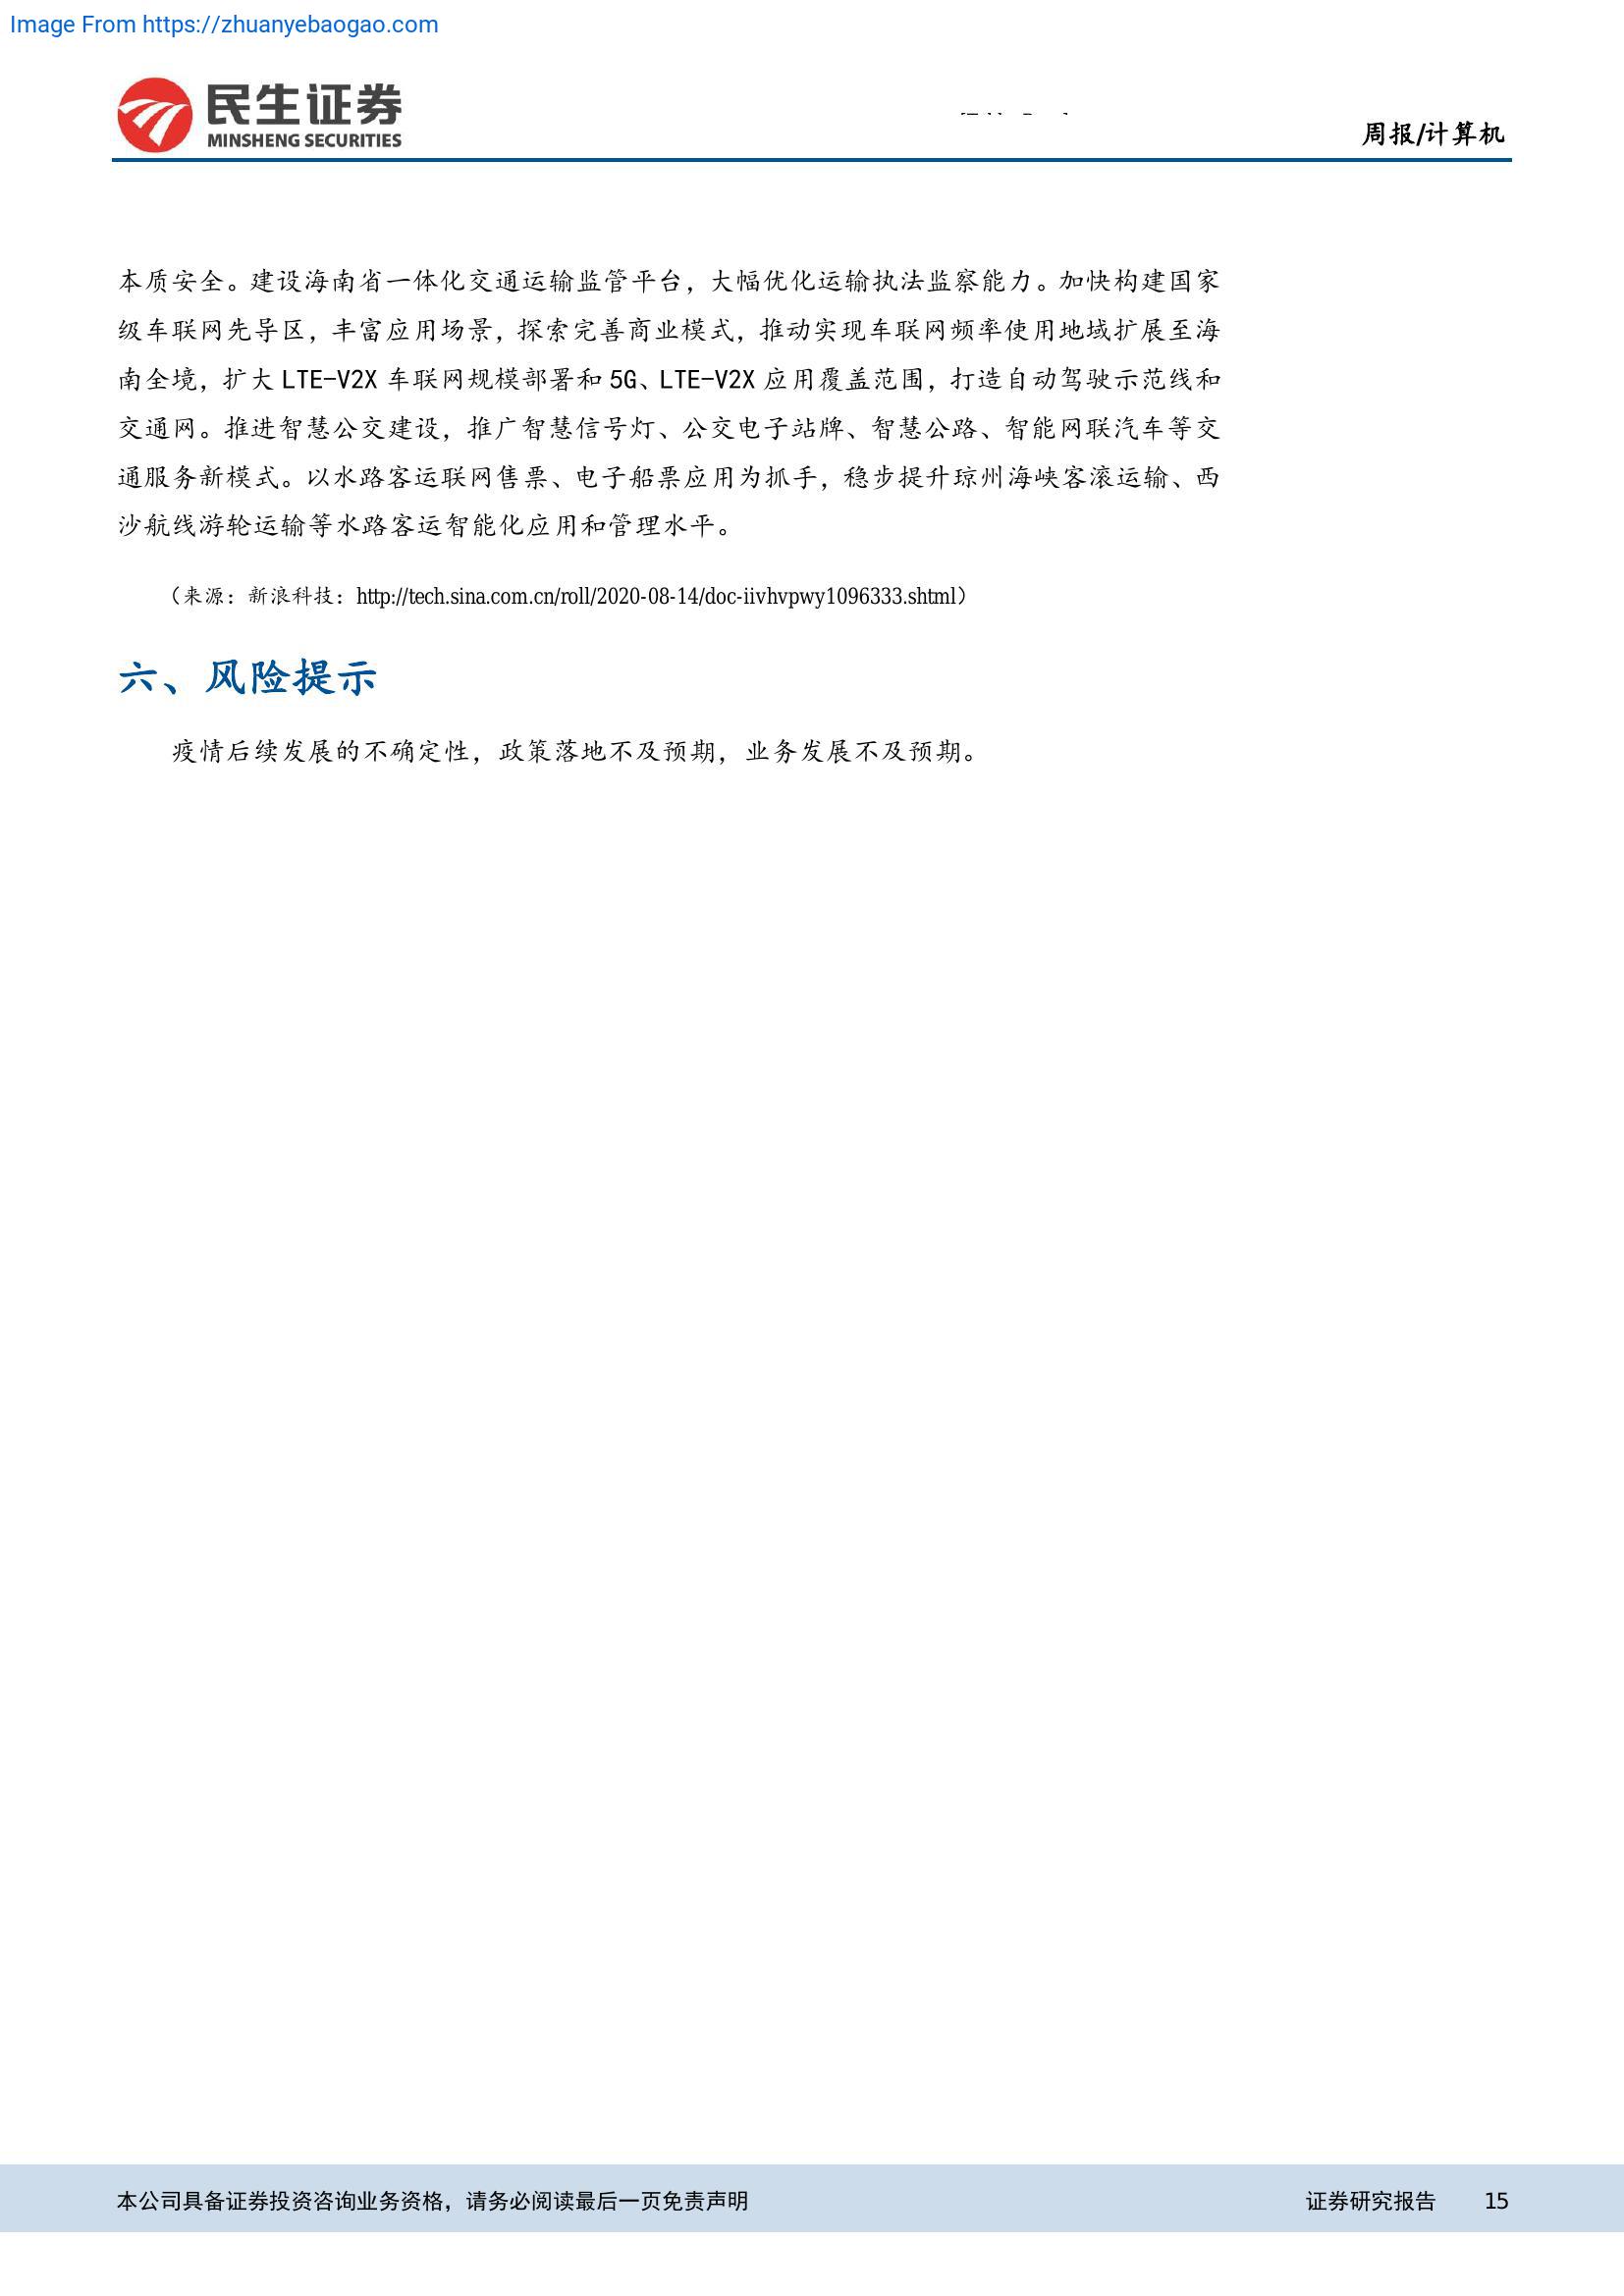 Image From https://zhuanyebaogao.com
民生证券
MINSHENG SECURITIES
周报/计算机
本质安全。建设海南省一体化交通运输监管平台，大幅优化运输执法监察能力。加快构建国家
级车联网先导区，丰富应用场景，探索完善商业模式，推动实现车联网频率使用地域扩展至海
南全境，扩大 LTE-V2X 车联网规模部署和 5G、LTE-V2X 应用覆盖范围，打造自动驾驶示范线和
交通网。推进智慧公交建设，推广智慧信号灯、公交电子站牌、智慧公路、智能网联汽车等交
通服务新模式。以水路客运联网售票、电子船票应用为抓手，稳步提升琼州海峡客滚运输、西
沙航线游轮运输等水路客运智能化应用和管理水平。
（来源：新浪科技：http://tech.sina.com.cn/roll/2020-08-14/doc-iivhvpwy1096333.shtml）
六、风险提示
疫情后续发展的不确定性，政策落地不及预期，业务发展不及预期。
本公司具备证券投资咨询业务资格，请务必阅读最后一页免责声明
证券研究报告 15